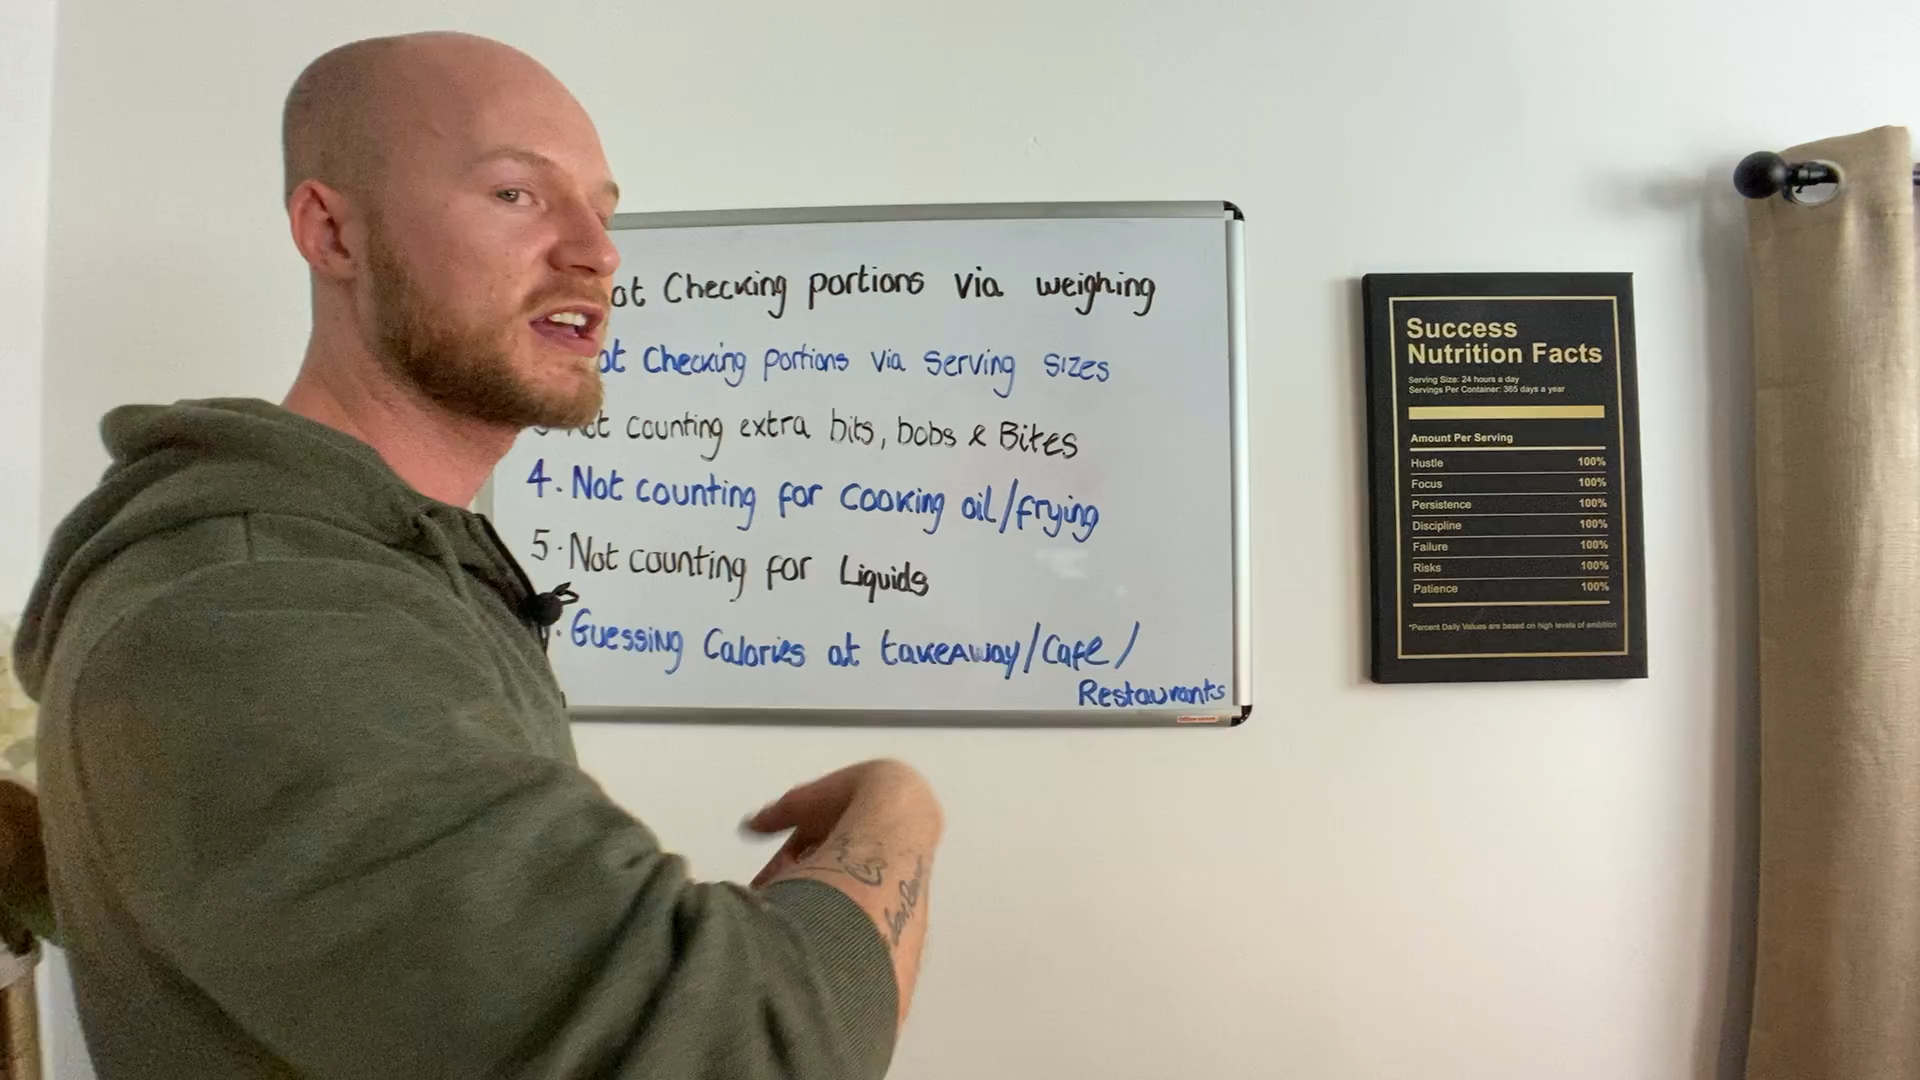 ot Checking portions via weighing
ot Checking portions via Serving Sizes
Not counting extra bits, bobs & Bites
4. Not counting for cooking oil/frying
5. Not counting for Liquids
Guessing Calories at takeaway/Cafe/
Restaurants
Success
Nutrition Facts
Serving Size: 24 hours a day
Servings Per Container: 365 days a year
Amount Per Serving
Hustle 100%
Focus 100%
Persistence 100%
Discipline 100%
Failure 100%
Risks 100%
Patience 100%
*Percent Daily Values are based on high levels of ambition